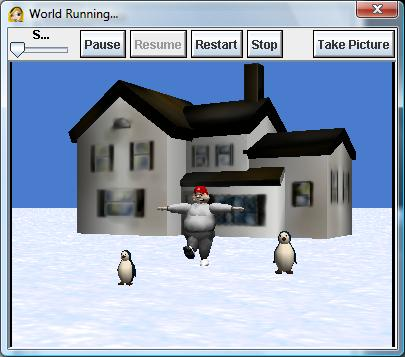 World Running...
S...
Pause
Resume
Restart
Stop
Take Picture